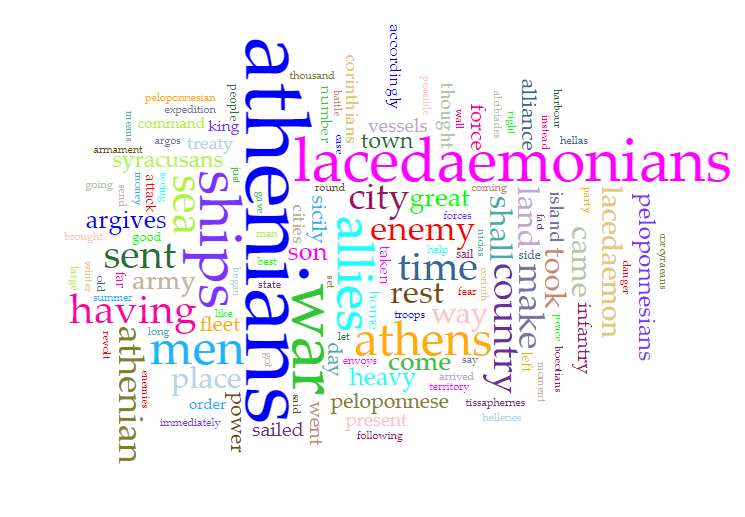 athenians
lacedaemonians
ships
war
men
allies
athens
having
city
sea
sent
time
enemy
country
athenian
make
land
shall
great
son
rest
way
come
heavy
army
argives
place
power
sailed
went
day
peloponnese
present
fleet
order
syracusans
treaty
king
command
people
peloponnesian
expedition
means
argos
armament
thousand
number
battle
case
corinthians
accordingly
vessels
town
possible
thought
wall
force
alcibiades
right
alliance
instead
harbour
hellas
going
send
money
seeing
attack
just
gave
man
best
state
cities
sicily
round
set
home
taken
forces
help
sail
nicias
coming
corinth
fear
troops
let
envoys
say
territory
arrived
following
tissaphernes
hellenes
left
moment
side
fact
island
took
peace
boeotians
came
infantry
party
lacedaemon
danger
peloponnesians
corcyraeans
brought
good
large
winter
old
far
summer
long
like
began
got
said
revolt
enemies
immediately